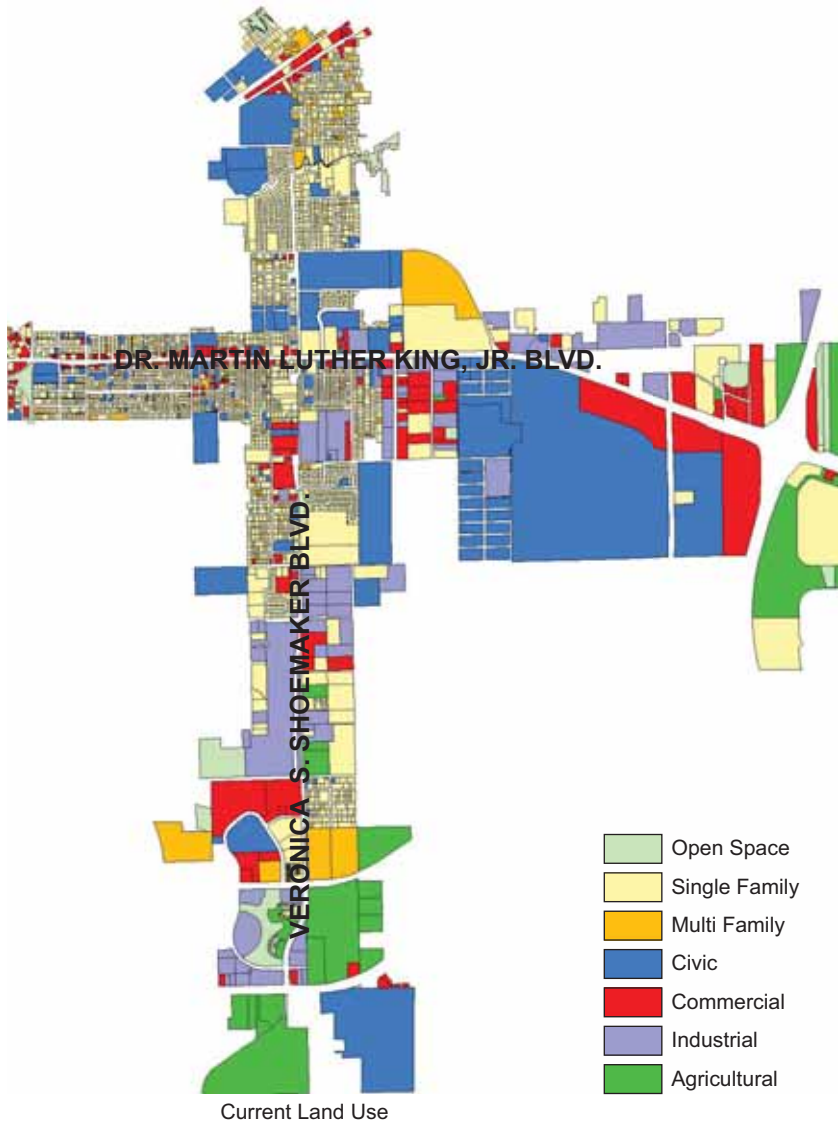 DR. MARTIN LUTHER KING, JR. BLVD.
VERONICA S. SHOEMAKER BLVD.
Open Space
Single Family
Multi Family
Civic
Commercial
Industrial
Agricultural
Current Land Use